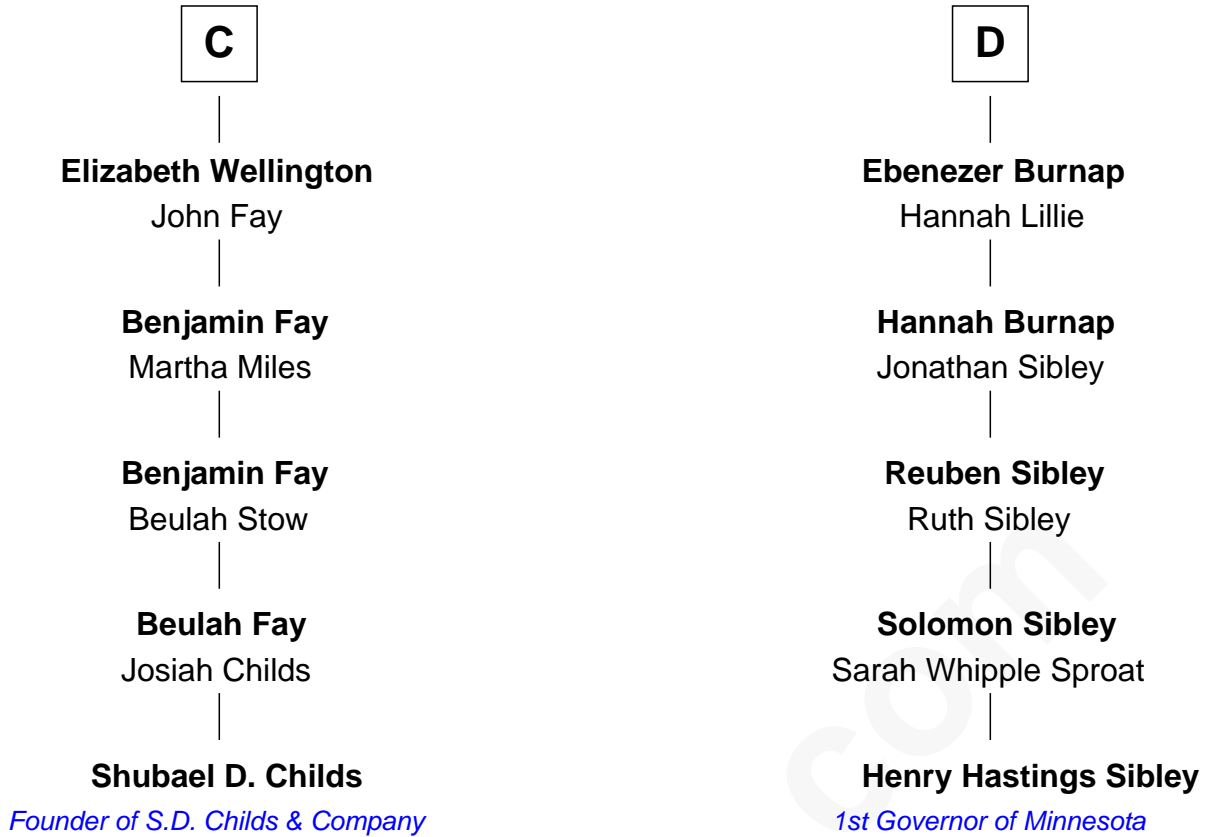 C
Elizabeth Wellington
John Fay
Benjamin Fay
Martha Miles
Benjamin Fay
Beulah Stow
Beulah Fay
Josiah Childs
Shubael D. Childs
Founder of S.D. Childs & Company
D
Ebenezer Burnap
Hannah Lillie
Hannah Burnap
Jonathan Sibley
Reuben Sibley
Ruth Sibley
Solomon Sibley
Sarah Whipple Sproat
Henry Hastings Sibley
1st Governor of Minnesota
com